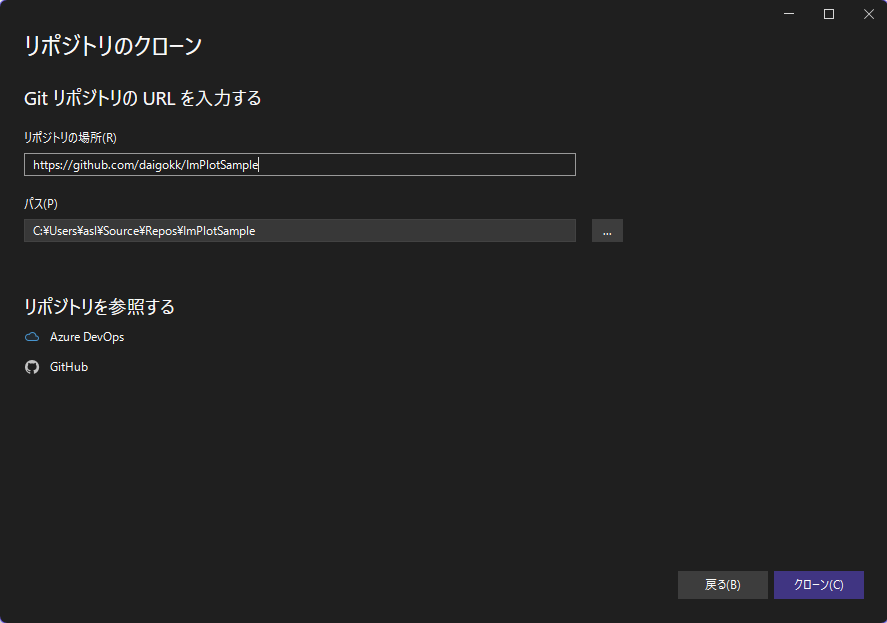 リポジトリのクローン
Git リポジトリの URL を入力する
リポジトリの場所(R)
https://github.com/daigokk/ImPlotSample
パス(P)
C:¥Users¥asl¥Source¥Repos¥ImPlotSample
...
リポジトリを参照する
Azure DevOps
GitHub
戻る(B)
クローン(C)